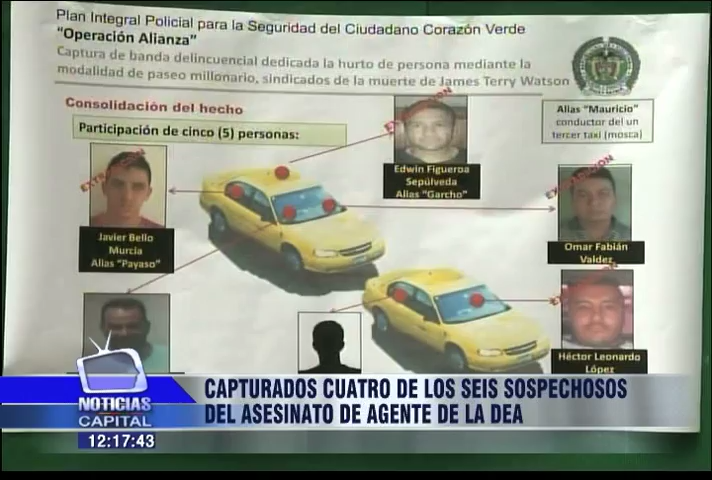 Plan Integral Policial para la Seguridad del Ciudadano Corazón Verde
"Operación Alianza"
Captura de banda delincuencial dedicada la hurto de persona mediante la
modalidad de paseo millonario, sindicados de la muerte de James Terry Watson
Consolidación del hecho
Participación de cinco (5) personas:
Alias "Mauricio"
conductor del un
tercer taxi (mosca)
Edwin Figueroa
Sepúlveda
Alias "Garcho"
Javier Bello
Murcia
Alias "Payaso"
Omar Fabián
Valdez
Héctor Leonardo
López
CAPTURADOS CUATRO DE LOS SEIS SOSPECHOSOS
DEL ASESINATO DE AGENTE DE LA DEA
NOTICIAS
CAPITAL
12:17:43